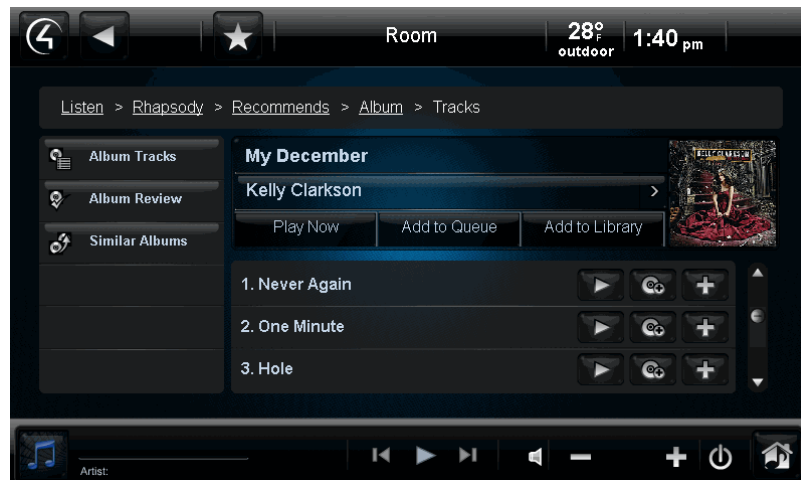 Room
28°F
outdoor
1:40 pm
Listen > Rhapsody > Recommends > Album > Tracks
Album Tracks
Album Review
Similar Albums
My December
Kelly Clarkson >
Play Now
Add to Queue
Add to Library
KELLY CLARKSON
1. Never Again
2. One Minute
3. Hole
Artist: